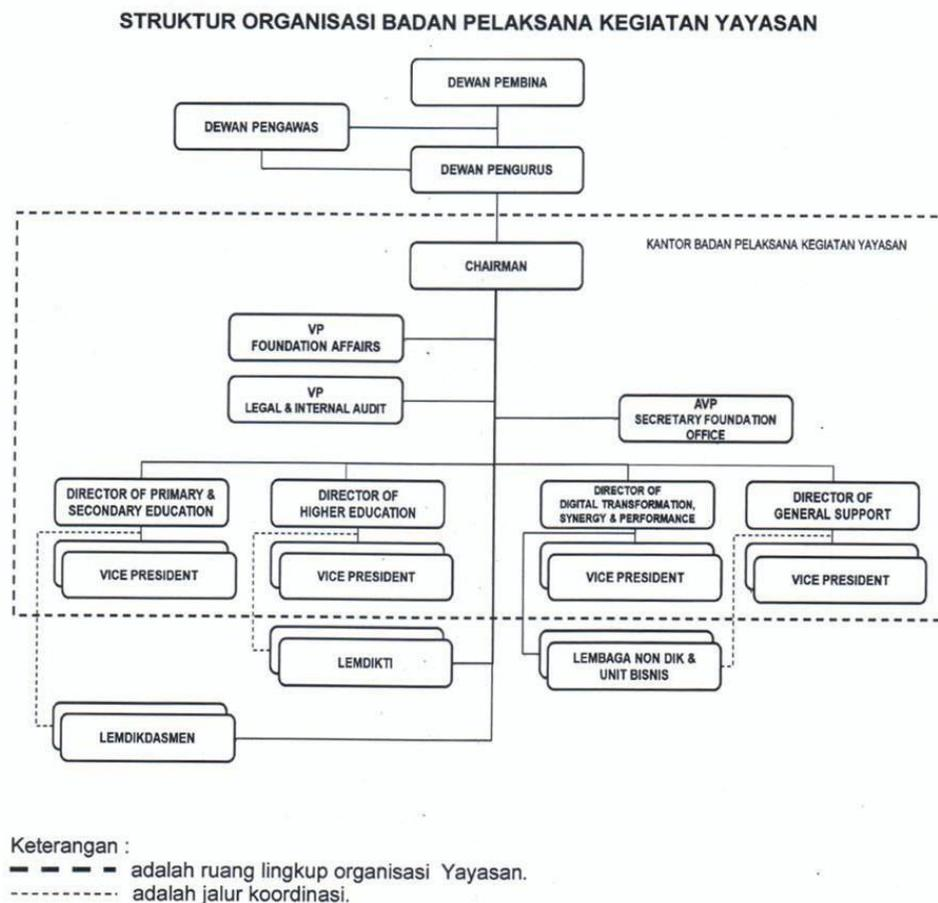 STRUKTUR ORGANISASI BADAN PELAKSANA KEGIATAN YAYASAN
DEWAN PEMBINA
DEWAN PENGAWAS
DEWAN PENGURUS
KANTOR BADAN PELAKSANA KEGIATAN YAYASAN
CHAIRMAN
VP
FOUNDATION AFFAIRS
VP
LEGAL & INTERNAL AUDIT
AVP
SECRETARY FOUNDATION
OFFICE
DIRECTOR OF PRIMARY &
SECONDARY EDUCATION
DIRECTOR OF
HIGHER EDUCATION
DIRECTOR OF
DIGITAL TRANSFORMATION,
SYNERGY & PERFORMANCE
DIRECTOR OF
GENERAL SUPPORT
VICE PRESIDENT
VICE PRESIDENT
VICE PRESIDENT
VICE PRESIDENT
LEMDIKTI
LEMBAGA NON DIK &
UNIT BISNIS
LEMDIKDASMEN
Keterangan :
adalah ruang lingkup organisasi Yayasan.
adalah jalur koordinasi.